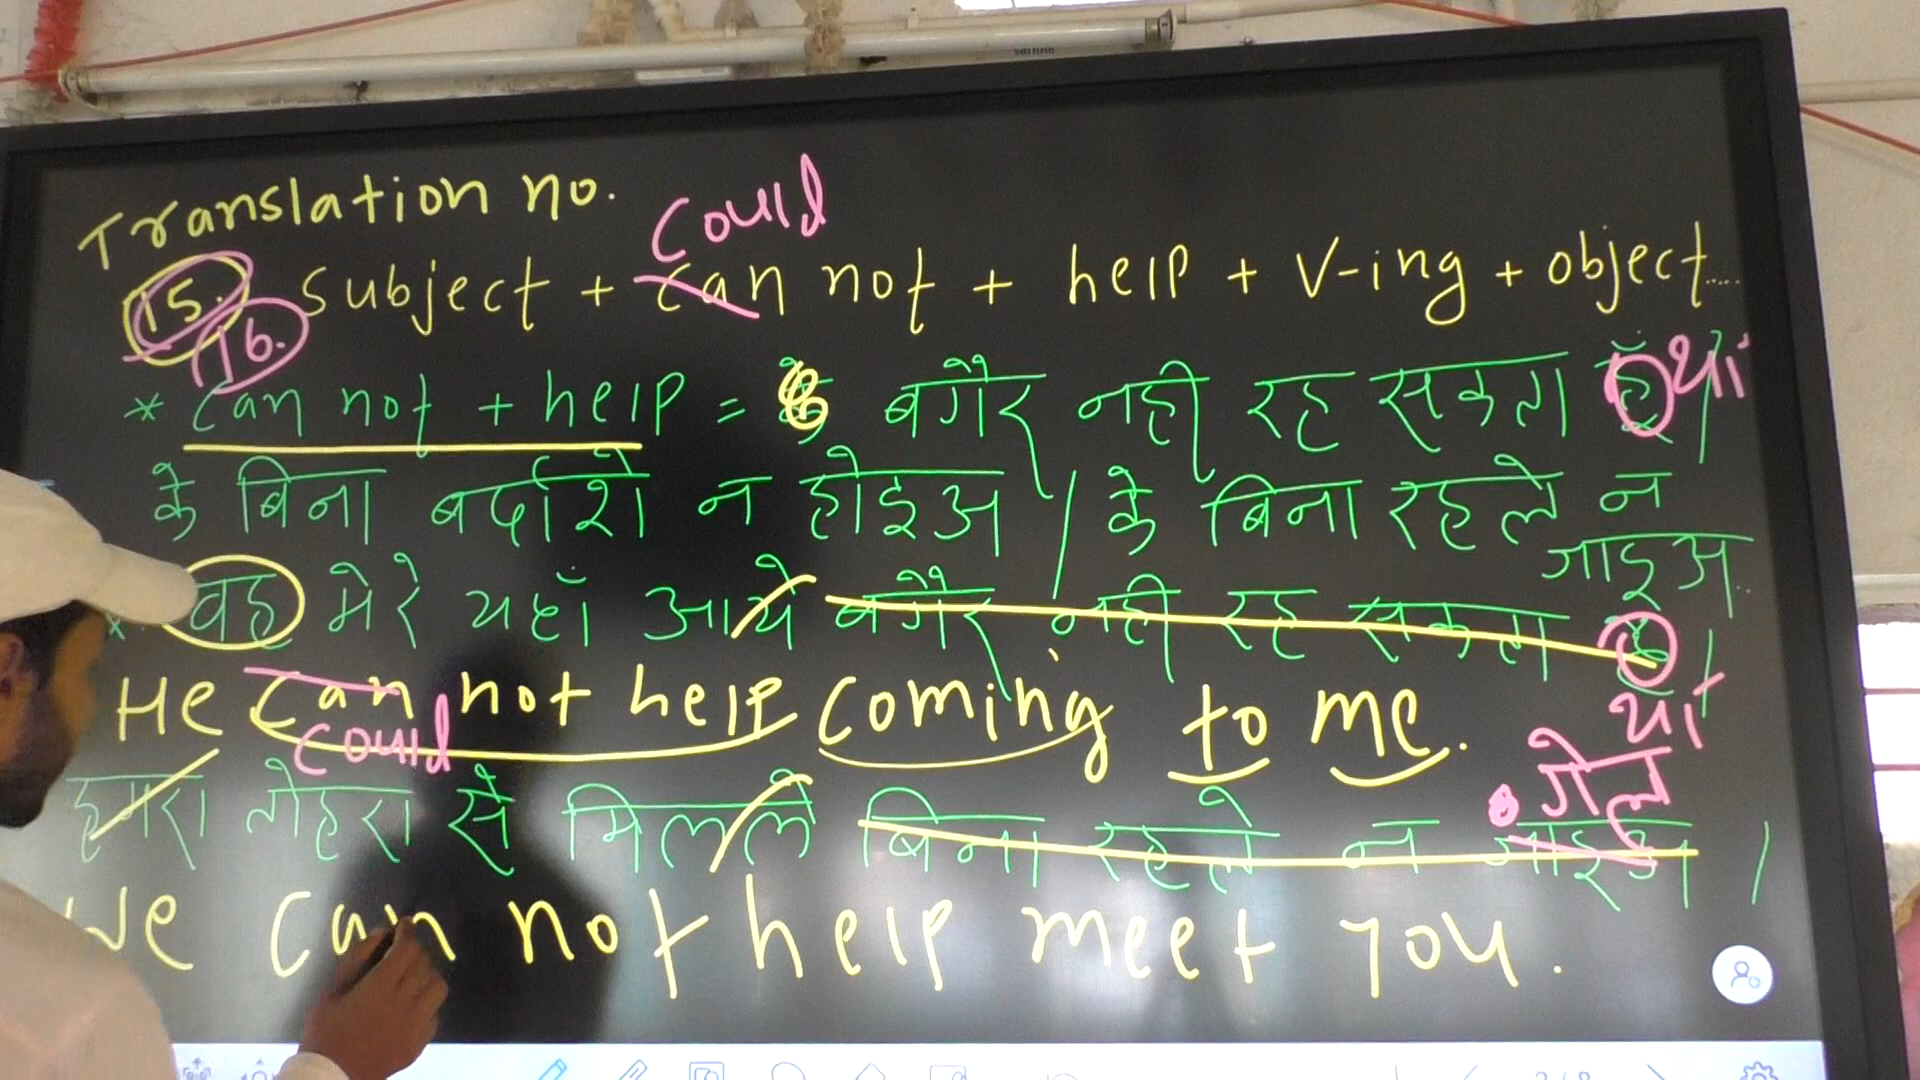 Translation no.
Could
15. Subject + can not + help + V-ing + object.....
16.
* can not + help = के बगैर नहीं रह सकता हूँ। था
के बिना बर्दाशे न होइअ / के बिना रहले न
जाइअ.
* वह मेरे यहाँ आये बगैर नहीं रह सकता है।
था
He can not help coming to me.
Could
गेल
हमरा तोहरा से मिलले बिना रहले न जाइअ ।
We can not help meet you.